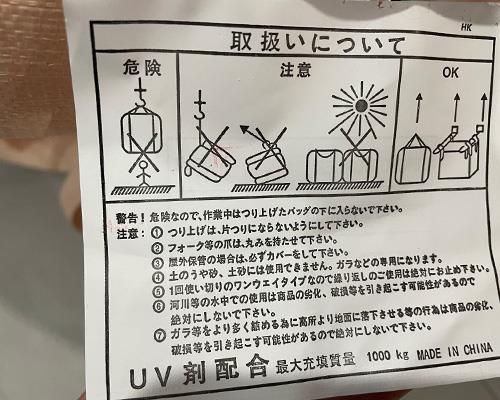 HK
取扱いについて
危険
注意
OK
警告！危険なので、作業中はつり上げたバッグの下に入らないで下さい。
注意：① つり上げは、片つりにならないようにして下さい。
② フォーク等の爪は、丸みを持たせて下さい。
③ 屋外保管の場合は、必ずカバーをして下さい。
④ 土のうや砂、土砂には使用できません。ガラなどの専用になります。
⑤ 1回使い切りのワンウェイタイプなので繰り返しのご使用は絶対にお止め下さい。
⑥ 河川等の水中での使用は商品の劣化、破損等を引き起こす可能性があるので
絶対にしないで下さい。
⑦ ガラ等をより多く詰める為に高所より地面に落下させる等の行為は商品の劣化、
破損等を引き起こす可能性があるので絶対にしないで下さい。
UV剤配合 最大充填質量 1000kg MADE IN CHINA